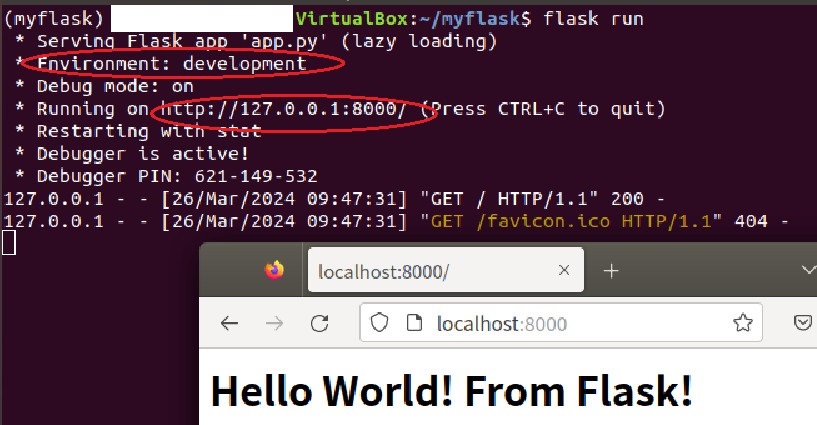 (myflask) VirtualBox:~/myflask$ flask run
* Serving Flask app 'app.py' (lazy loading)
* Environment: development
* Debug mode: on
* Running on http://127.0.0.1:8000/ (Press CTRL+C to quit)
* Restarting with stat
* Debugger is active!
* Debugger PIN: 621-149-532
127.0.0.1 - - [26/Mar/2024 09:47:31] "GET / HTTP/1.1" 200 -
127.0.0.1 - - [26/Mar/2024 09:47:31] "GET /favicon.ico HTTP/1.1" 404 -
localhost:8000/
localhost:8000
Hello World! From Flask!